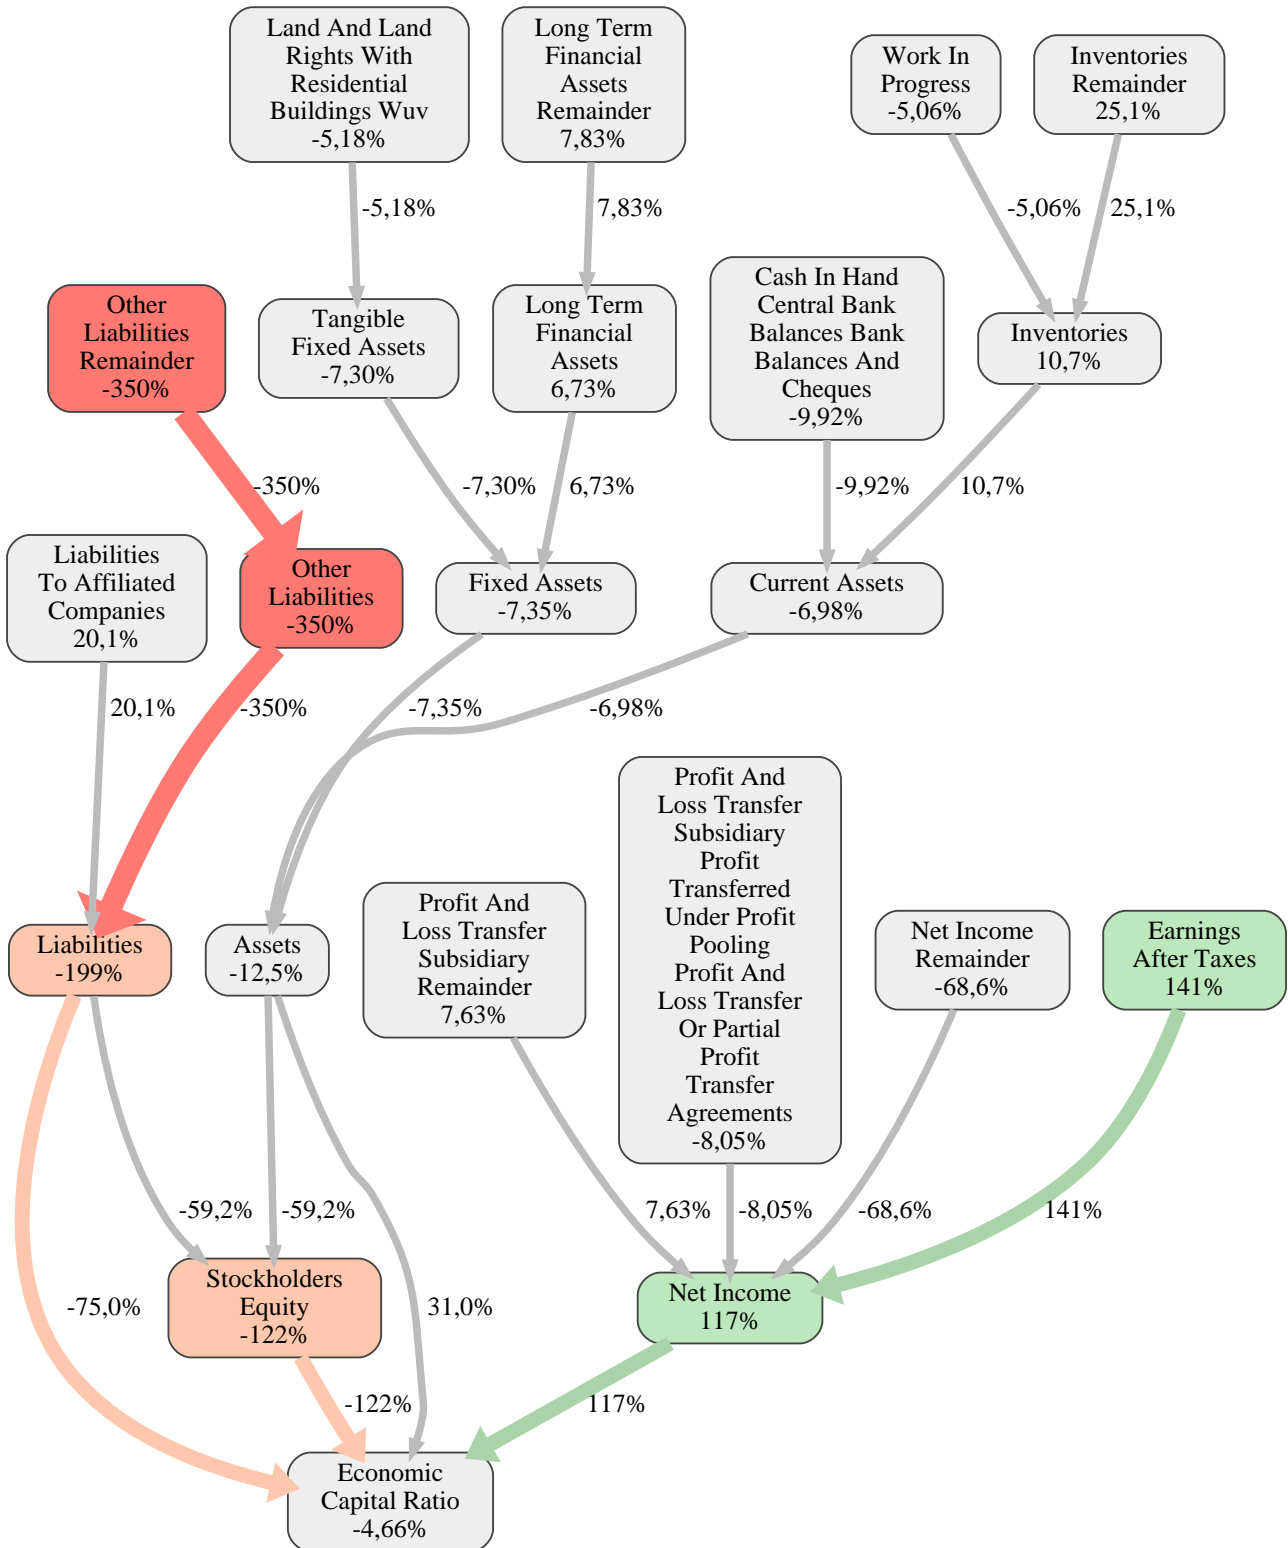 Land And Land
Rights With
Residential
Buildings Wuv
-5,18%
Long Term
Financial
Assets
Remainder
7,83%
Work In
Progress
-5,06%
Inventories
Remainder
25,1%
-5,18%
7,83%
-5,06%
25,1%
Other
Liabilities
Remainder
-350%
Tangible
Fixed Assets
-7,30%
Long Term
Financial
Assets
6,73%
Cash In Hand
Central Bank
Balances Bank
Balances And
Cheques
-9,92%
Inventories
10,7%
-350%
-7,30%
6,73%
-9,92%
10,7%
Liabilities
To Affiliated
Companies
20,1%
Other
Liabilities
-350%
Fixed Assets
-7,35%
Current Assets
-6,98%
20,1%
-350%
-7,35%
-6,98%
Liabilities
-199%
Assets
-12,5%
Profit And
Loss Transfer
Subsidiary
Remainder
7,63%
Profit And
Loss Transfer
Subsidiary
Profit
Transferred
Under Profit
Pooling
Profit And
Loss Transfer
Or Partial
Profit
Transfer
Agreements
-8,05%
Net Income
Remainder
-68,6%
Earnings
After Taxes
141%
-59,2%
-59,2%
7,63%
-8,05%
-68,6%
141%
-75,0%
Stockholders
Equity
-122%
31,0%
Net Income
117%
-122%
117%
Economic
Capital Ratio
-4,66%